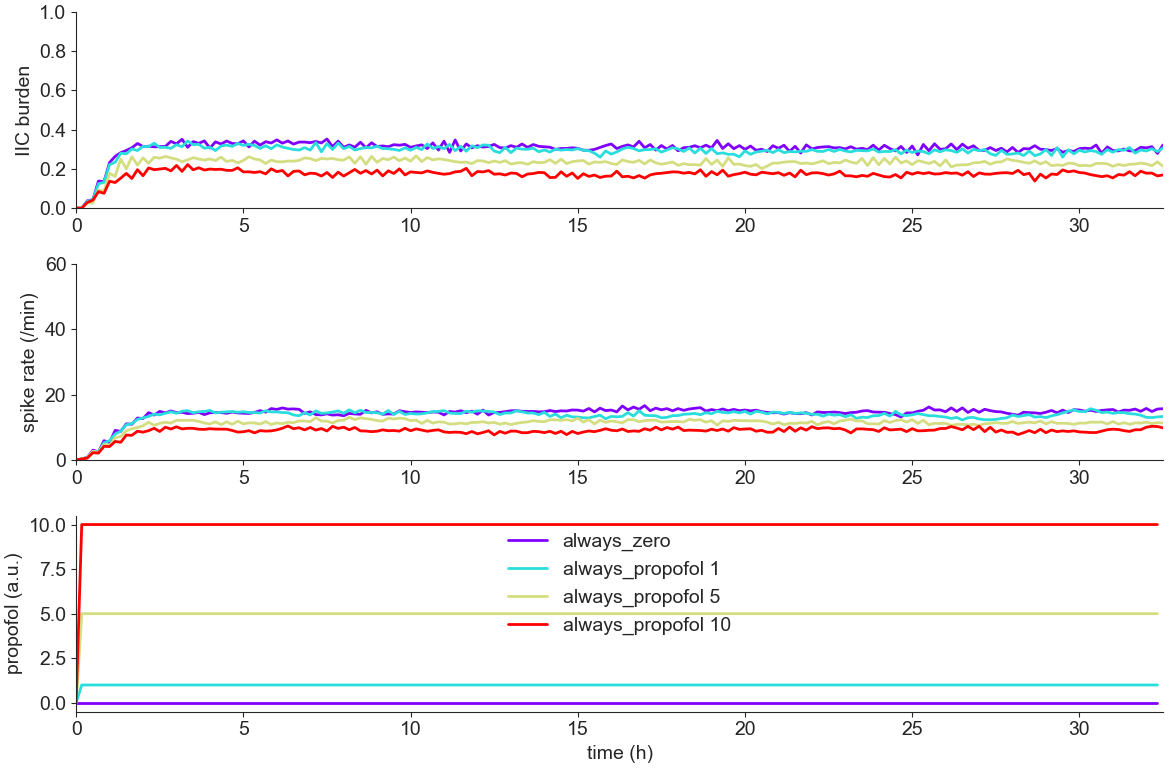 1.0
0.8
0.6
0.4
0.2
0.0
IIC burden
0 5 10 15 20 25 30
60
40
20
0
spike rate (/min)
0 5 10 15 20 25 30
10.0
7.5
5.0
2.5
0.0
propofol (a.u.)
always_zero
always_propofol 1
always_propofol 5
always_propofol 10
0 5 10 15 20 25 30
time (h)